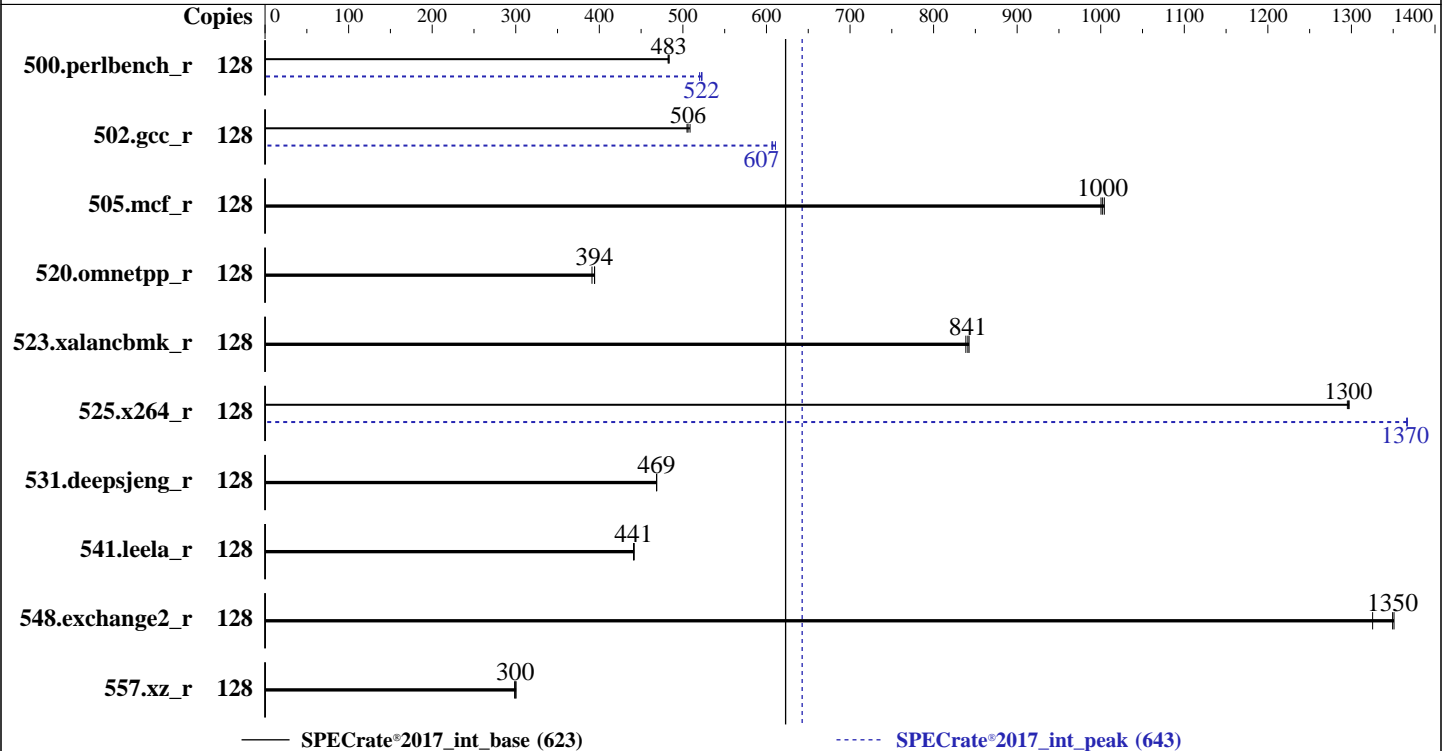 Copies 0 100 200 300 400 500 600 700 800 900 1000 1100 1200 1300 1400
500.perlbench_r 128 483
522
502.gcc_r 128 506
607
505.mcf_r 128 1000
520.omnetpp_r 128 394
523.xalancbmk_r 128 841
525.x264_r 128 1300
1370
531.deepsjeng_r 128 469
541.leela_r 128 441
548.exchange2_r 128 1350
557.xz_r 128 300
SPECrate®2017_int_base (623) SPECrate®2017_int_peak (643)